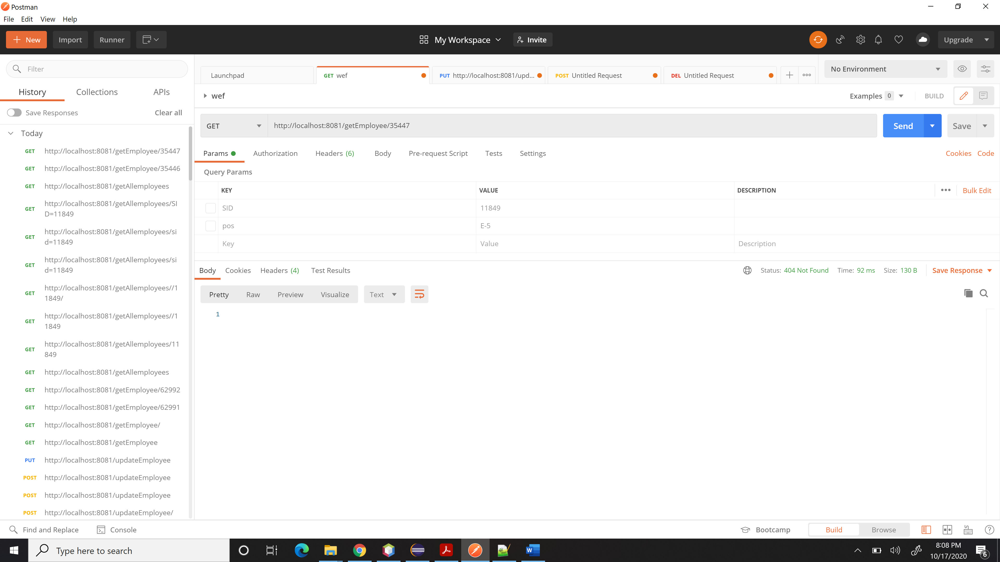 Postman
File Edit View Help
New Import Runner My Workspace Invite Upgrade
Filter
History Collections APIs
Save Responses Clear all
Today
GET http://localhost:8081/getEmployee/35447
GET http://localhost:8081/getEmployee/35446
GET http://localhost:8081/getAllemployees
GET http://localhost:8081/getAllemployees/SI
D=11849
GET http://localhost:8081/getAllemployees/si
d=11849
GET http://localhost:8081/getAllemployees/si
d=11849
GET http://localhost:8081/getAllemployees//1
1849/
GET http://localhost:8081/getAllemployees//1
1849
GET http://localhost:8081/getAllemployees/11
849
GET http://localhost:8081/getAllemployees
GET http://localhost:8081/getEmployee/62992
GET http://localhost:8081/getEmployee/62991
GET http://localhost:8081/getEmployee/
GET http://localhost:8081/getEmployee
PUT http://localhost:8081/updateEmployee
POST http://localhost:8081/updateEmployee
POST http://localhost:8081/updateEmployee
POST http://localhost:8081/updateEmployee/
Launchpad GET wef PUT http://localhost:8081/upd... POST Untitled Request DEL Untitled Request No Environment
wef Examples 0 BUILD
GET http://localhost:8081/getEmployee/35447 Send Save
Params Authorization Headers (6) Body Pre-request Script Tests Settings Cookies Code
Query Params
KEY VALUE DESCRIPTION Bulk Edit
SID 11849
pos E-5
Key Value Description
Body Cookies Headers (4) Test Results Status: 404 Not Found Time: 92 ms Size: 130 B Save Response
Pretty Raw Preview Visualize Text
1
Find and Replace Console Bootcamp Build Browse
Type here to search
8:08 PM
10/17/2020
6